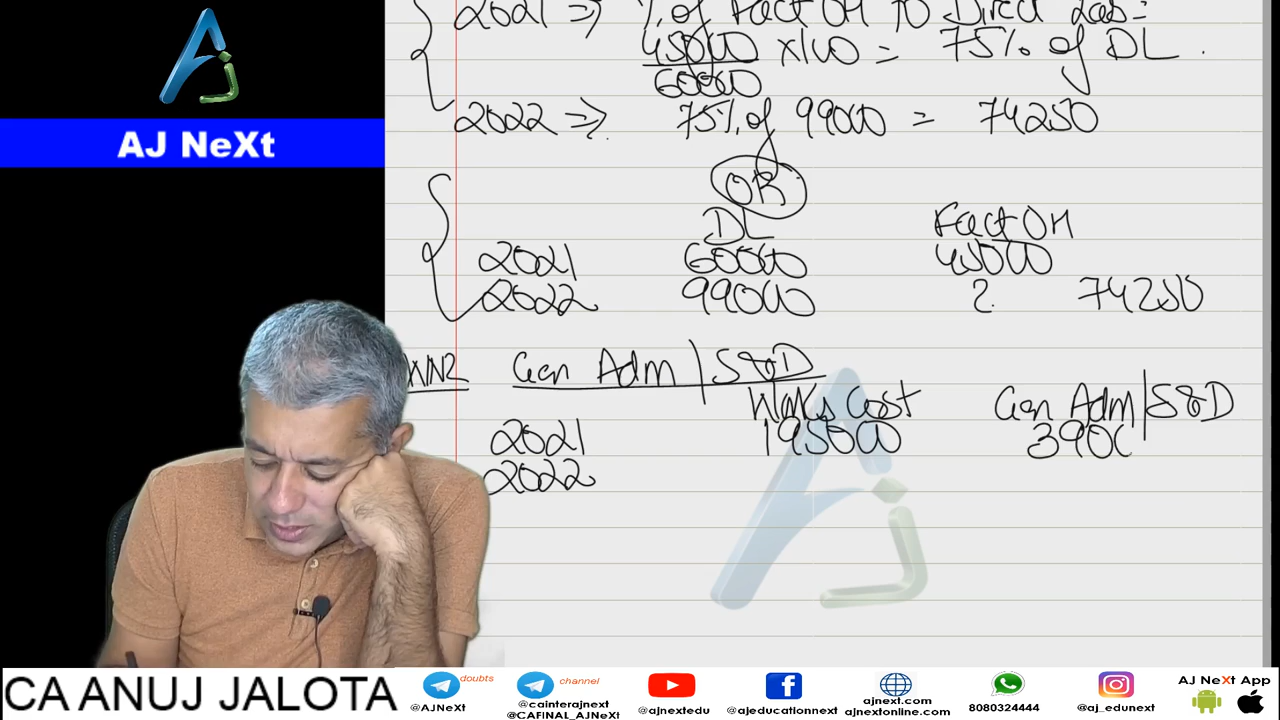 2021 => % of Fact OH to Direct Lab =
45000 x100 = 75% of DL.
60000
2022 => 75% of 99000 = 74250
OR
DL Fact OH
2021 60000 45000
2022 99000 ? 74250
WN2 Gen Adm | S&D
Works Cost Gen Adm | S&D
2021 195000 3900
2022
AJ NeXt
CA ANUJ JALOTA
doubts
@AJNeXt
channel
@cainterajnext
@CAFINAL_AJNeXt
@ajnextedu
@ajeducationnext
ajnext.com
ajnextonline.com
8080324444
@aj_edunext
AJ NeXt App